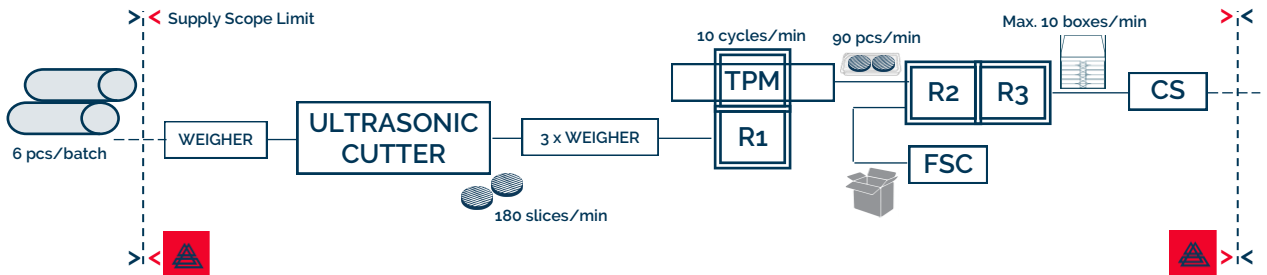 Supply Scope Limit
6 pcs/batch
WEIGHER
ULTRASONIC
CUTTER
180 slices/min
3 x WEIGHER
10 cycles/min
TPM
R1
90 pcs/min
R2
R3
FSC
Max. 10 boxes/min
CS